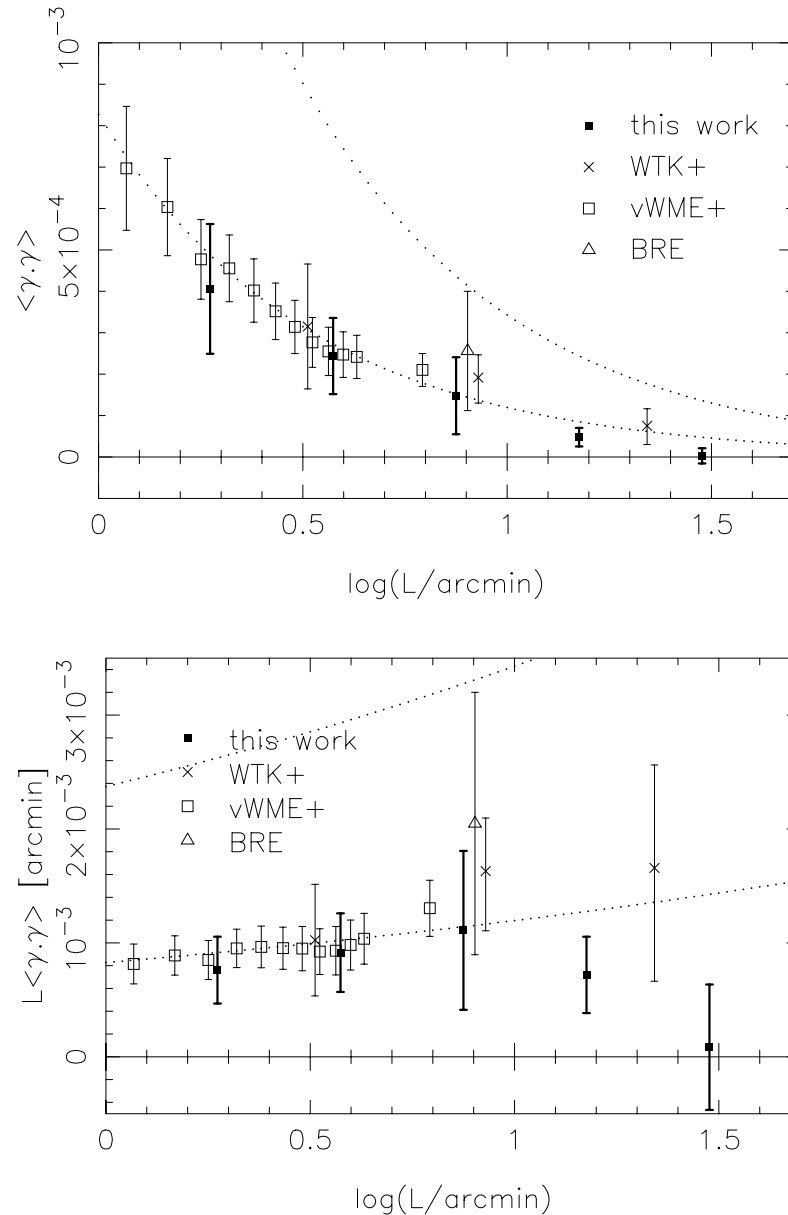 10⁻³
5×10⁻⁴
0
<γ.γ>
this work
WTK+
vWME+
BRE
0 0.5 1 1.5
log(L/arcmin)
3×10⁻³
2×10⁻³
10⁻³
0
L<γ.γ> [arcmin]
this work
WTK+
vWME+
BRE
0 0.5 1 1.5
log(L/arcmin)